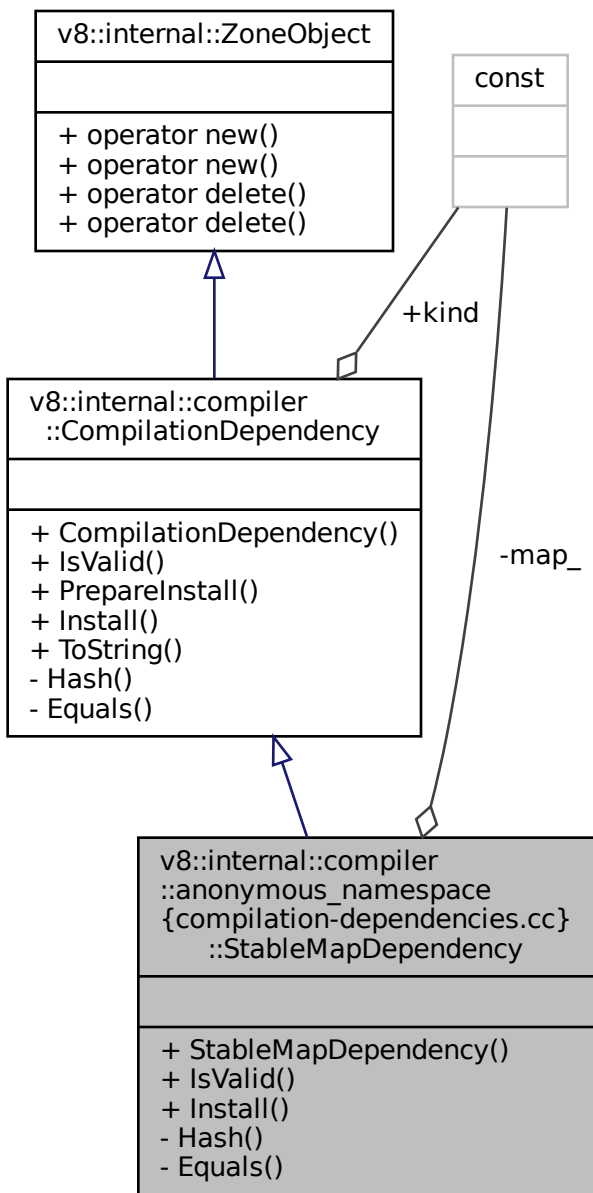 v8::internal::ZoneObject
+ operator new()
+ operator new()
+ operator delete()
+ operator delete()
const
+kind
v8::internal::compiler
::CompilationDependency
+ CompilationDependency()
+ IsValid()
+ PrepareInstall()
+ Install()
+ ToString()
- Hash()
- Equals()
-map_
v8::internal::compiler
::anonymous_namespace
{compilation-dependencies.cc}
::StableMapDependency
+ StableMapDependency()
+ IsValid()
+ Install()
- Hash()
- Equals()